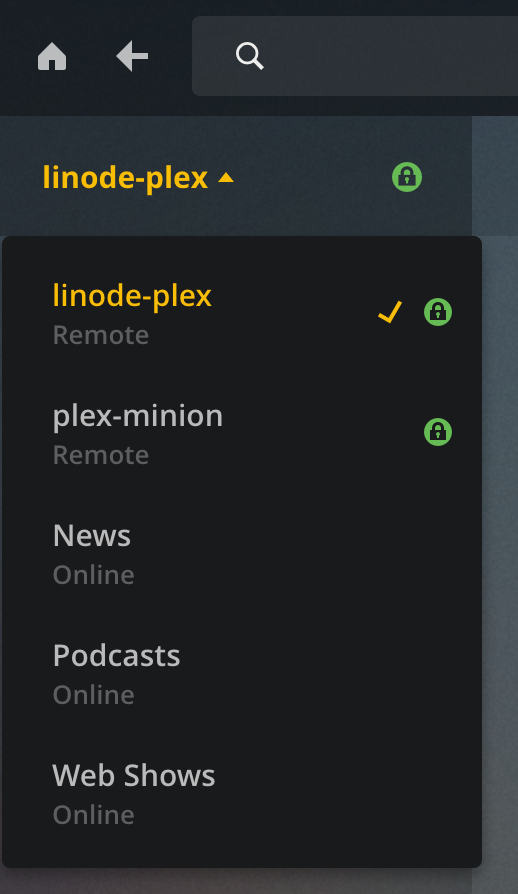 linode-plex
linode-plex
Remote
plex-minion
Remote
News
Online
Podcasts
Online
Web Shows
Online